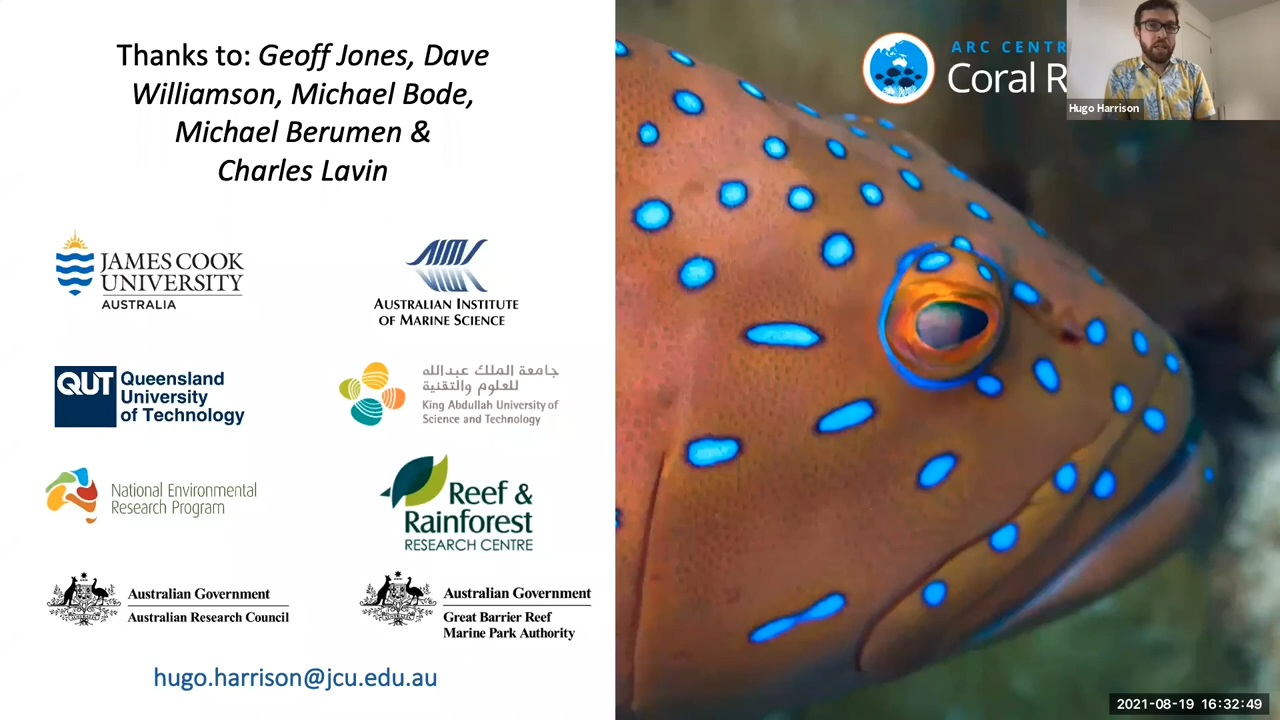 Thanks to: Geoff Jones, Dave
Williamson, Michael Bode,
Michael Berumen &
Charles Lavin
JAMES COOK
UNIVERSITY
AUSTRALIA
AIMS
AUSTRALIAN INSTITUTE
OF MARINE SCIENCE
QUT
Queensland
University
of Technology
جامعة الملك عبدالله
للعلوم والتقنية
King Abdullah University of
Science and Technology
National Environmental
Research Program
Reef &
Rainforest
RESEARCH CENTRE
Australian Government
Australian Research Council
Australian Government
Great Barrier Reef
Marine Park Authority
hugo.harrison@jcu.edu.au
ARC CENTR
Coral R
Hugo Harrison
2021-08-19 16:32:49